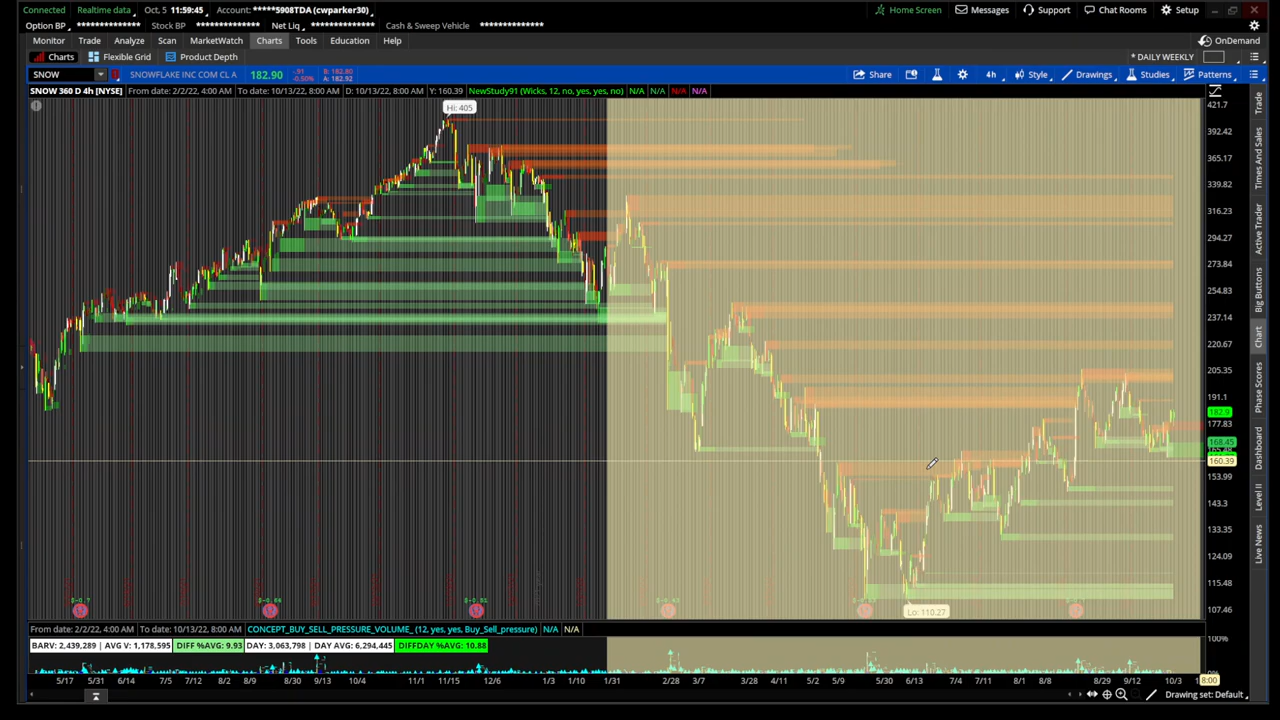 Connected Realtime data Oct, 5 11:59:45 Account: *****5908TDA (cwparker30) Home Screen Messages Support Chat Rooms Setup
Option BP Stock BP Net Liq Cash & Sweep Vehicle
Monitor Trade Analyze Scan MarketWatch Charts Tools Education Help OnDemand
Charts Flexible Grid Product Depth * DAILY WEEKLY
SNOW SNOWFLAKE INC COM CL A 182.90 -.91 -0.50% B: 182.80 A: 182.92 Share 4h Style Drawings Studies Patterns
SNOW 360 D 4h [NYSE] From date: 2/2/22, 4:00 AM To date: 10/13/22, 8:00 AM D: 10/13/22, 8:00 AM Y: 160.39 NewStudy91 (Wicks, 12, no, yes, yes, no) N/A N/A N/A N/A
Hi: 405
421.7
392.42
365.17
339.82
316.23
294.27
273.84
254.83
237.14
220.67
205.35
191.1
182.9
177.83
168.45
160.39
153.99
143.3
133.35
124.09
115.48
107.46
Lo: 110.27
Trade
Times And Sales
Active Trader
Big Buttons
Chart
Phase Scores
Dashboard
Level II
Live News
From date: 2/2/22, 4:00 AM To date: 10/13/22, 8:00 AM CONCEPT_BUY_SELL_PRESSURE_VOLUME_ (12, yes, yes, Buy_Sell_pressure) N/A N/A
BARV: 2,439,289 | AVG V: 1,178,595 DIFF %AVG: 9.93 DAY: 3,063,798 | DAY AVG: 6,294,445 DIFFDAY %AVG: 10.88
100%
0%
5/17 5/31 6/14 7/5 7/12 8/2 8/9 8/30 9/13 10/4 11/1 11/15 12/6 1/3 1/10 1/31 2/28 3/7 4/4 4/11 5/2 5/9 5/31 6/13 7/4 7/11 8/1 8/8 8/29 9/12 10/3 8:00
Drawing set: Default